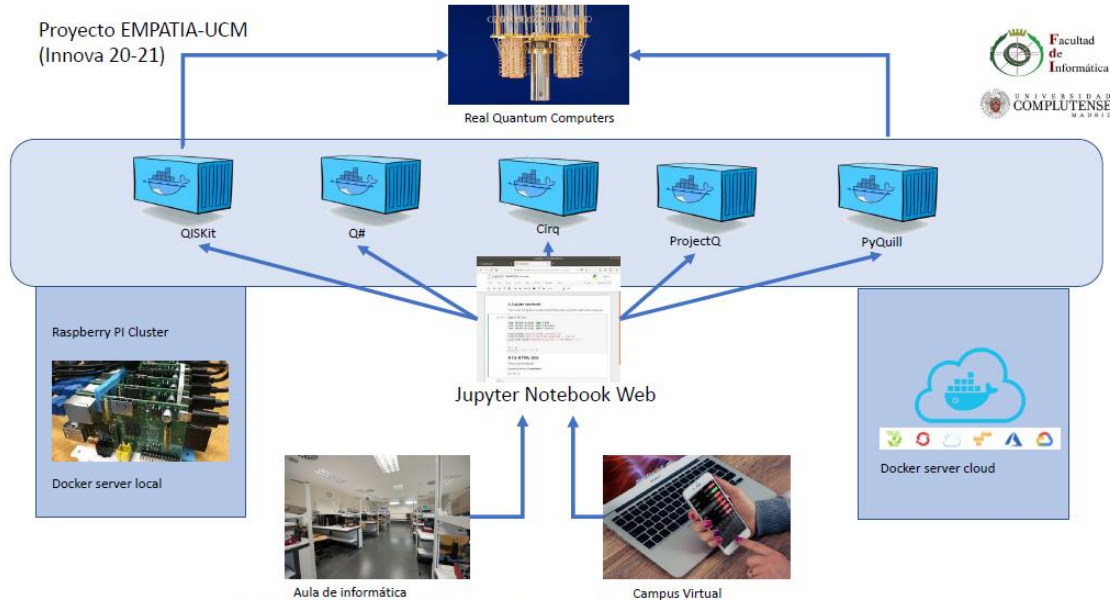 Proyecto EMPATIA-UCM
(Innova 20-21)
Facultad
de
Informática
UNIVERSIDAD
COMPLUTENSE
MADRID
Real Quantum Computers
QISKit
Q#
Cirq
ProjectQ
PyQuill
Raspberry PI Cluster
Docker server local
Jupyter Notebook Web
Docker server cloud
Aula de informática
Campus Virtual